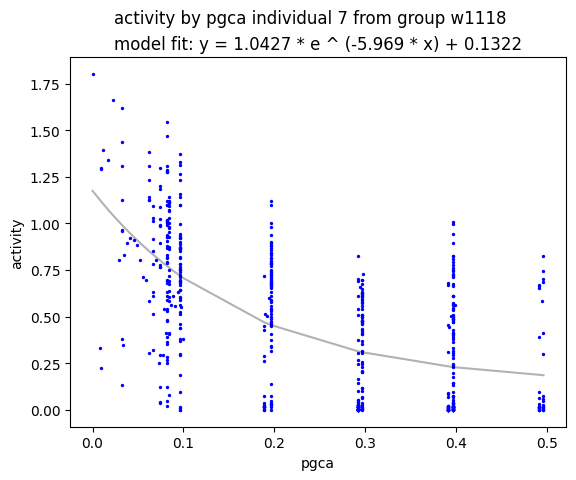 activity by pgca individual 7 from group w1118
model fit: y = 1.0427 * e ^ (-5.969 * x) + 0.1322
1.75
1.50
1.25
1.00
0.75
0.50
0.25
0.00
activity
0.0 0.1 0.2 0.3 0.4 0.5
pgca